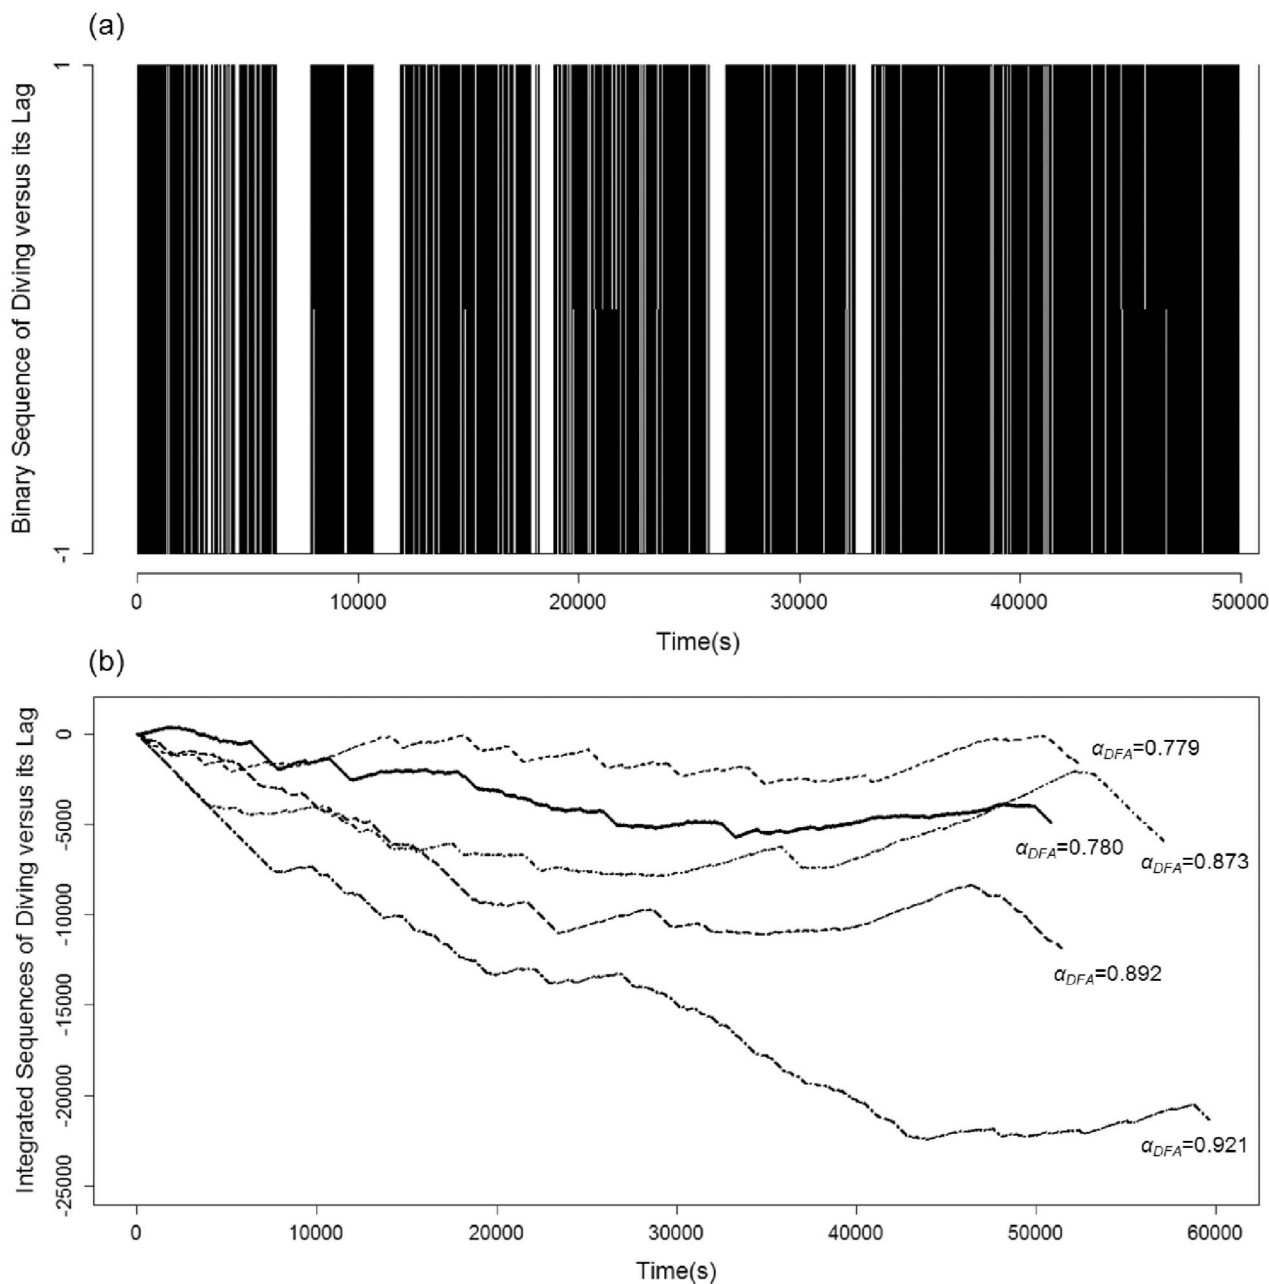 (a)
Binary Sequence of Diving versus its Lag
1
-1
0 10000 20000 30000 40000 50000
Time(s)
(b)
Integrated Sequences of Diving versus its Lag
0
-5000
-10000
-15000
-20000
-25000
αDFA=0.779
αDFA=0.780
αDFA=0.873
αDFA=0.892
αDFA=0.921
0 10000 20000 30000 40000 50000 60000
Time(s)